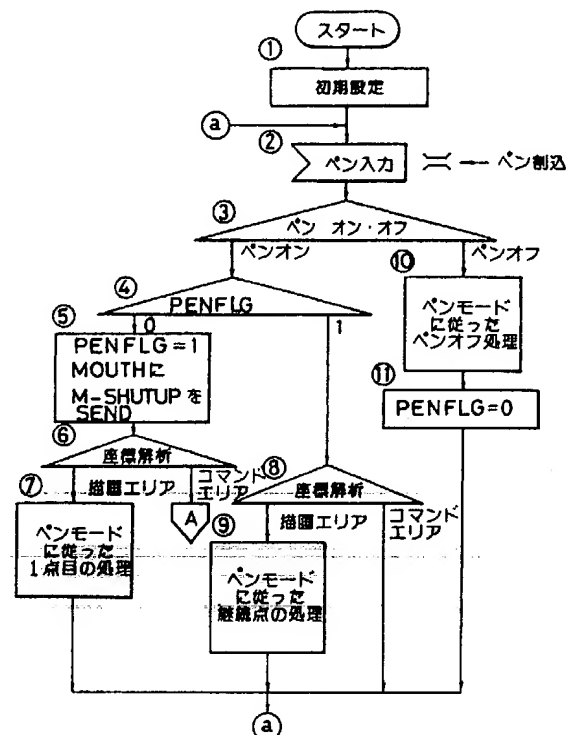 スタート
①
初期設定
ⓐ
②
ペン入力
ペン割込
③
ペン オン・オフ
ペンオン
ペンオフ
④
PENFLG
0
1
⑤
PENFLG=1
MOUTHに
M-SHUTUPを
SEND
⑥
座標解析
描画エリア
コマンド
エリア
⑦
ペンモード
に従った
1点目の処理
A
⑧
座標解析
描画エリア
コマンド
エリア
⑨
ペンモード
に従った
継続点の処理
⑩
ペンモード
に従った
ペンオフ処理
⑪
PENFLG=0
ⓐ